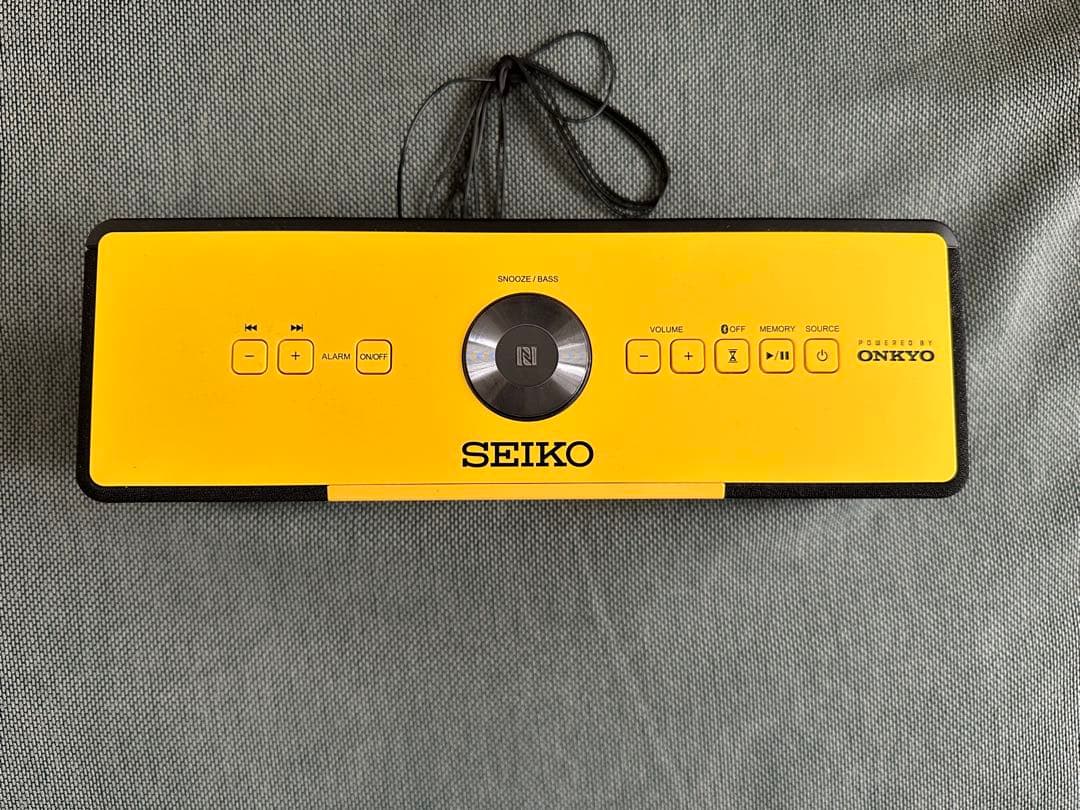 SNOOZE / BASS
ALARM ON/OFF
VOLUME OFF MEMORY SOURCE
− + − +
POWERED BY
ONKYO
SEIKO